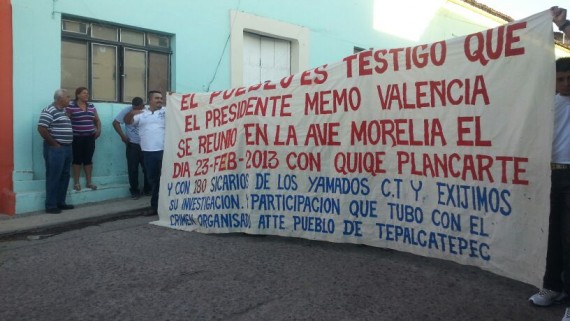 EL PUEBLO ES TESTIGO QUE
EL PRESIDENTE MEMO VALENCIA
SE REUNIO EN LA AVE MORELIA EL
DIA 23-FEB-2013 CON QUIQE PLANCARTE
Y CON 180 SICARIOS DE LOS YAMADOS C.T Y EXIJIMOS
SU INVESTIGACION. Y PARTICIPACION QUE TUBO CON EL
CRIMEN ORGANISADO ATTE PUEBLO DE TEPALCATEPEC